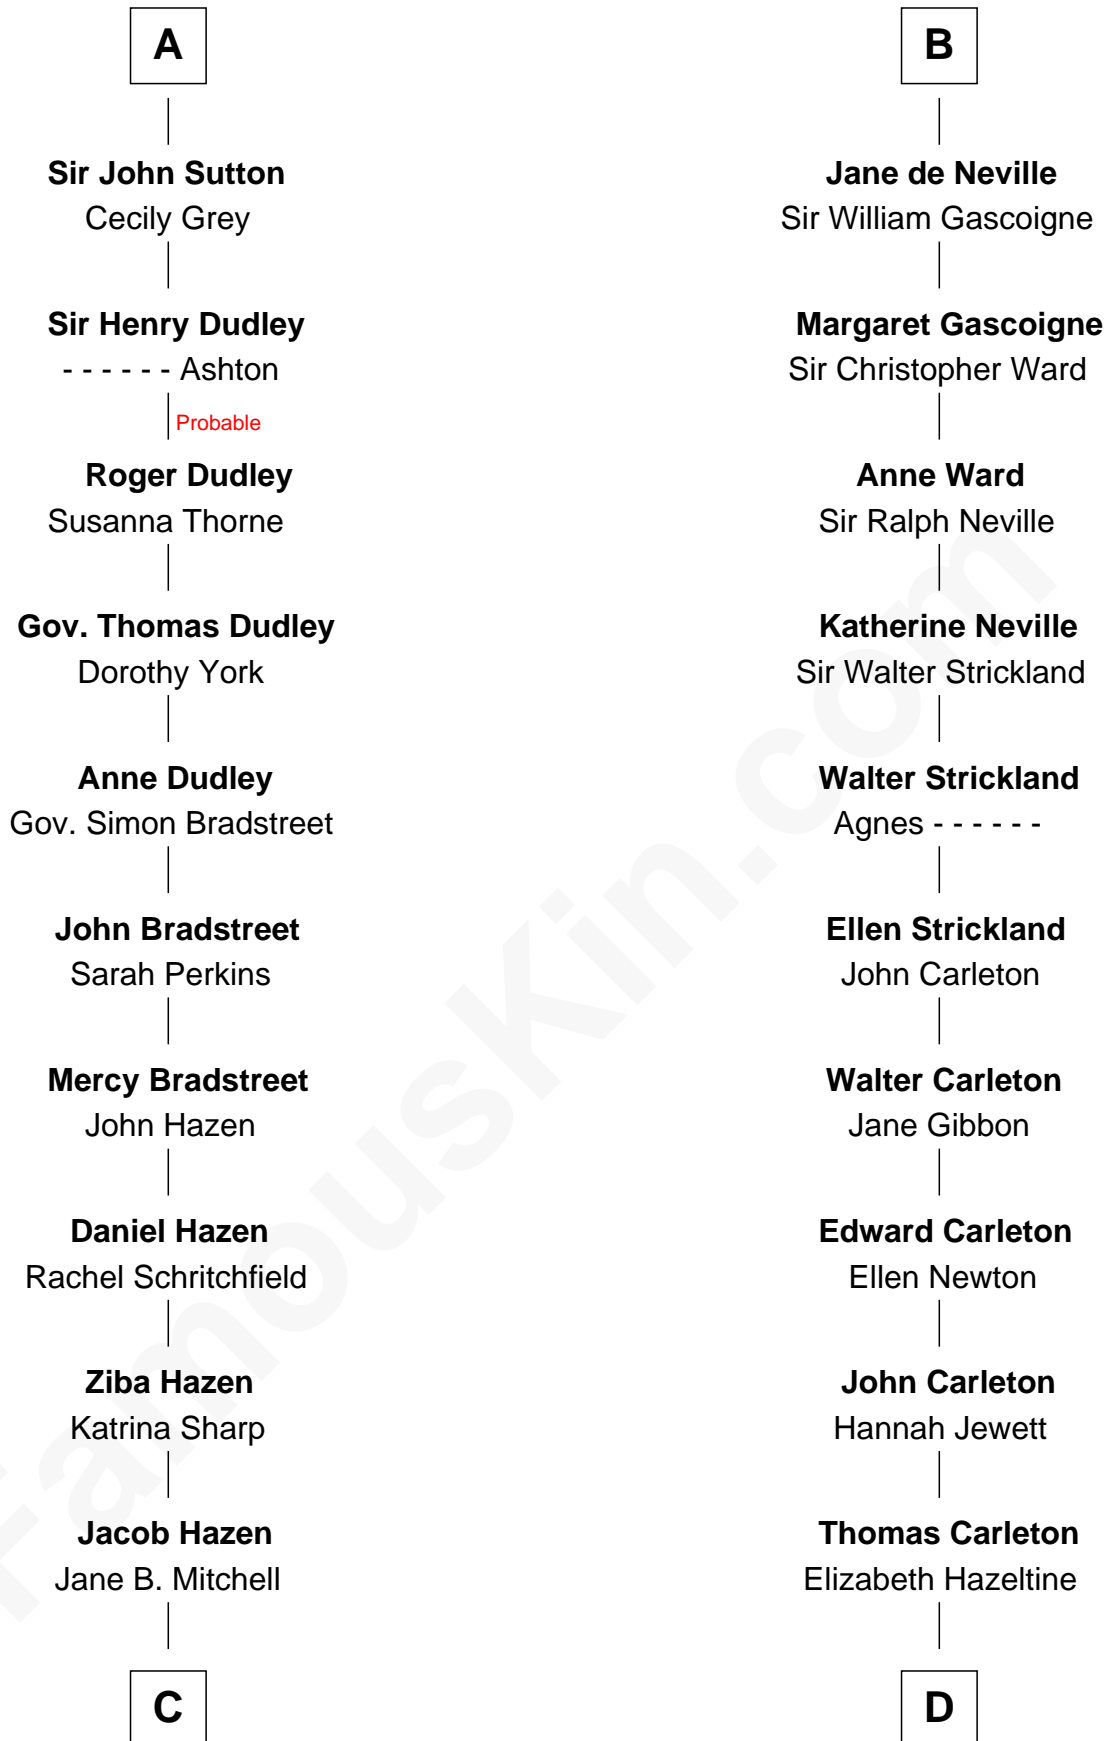 A
Sir John Sutton
Cecily Grey
Sir Henry Dudley
- - - - - - Ashton
Probable
Roger Dudley
Susanna Thorne
Gov. Thomas Dudley
Dorothy York
Anne Dudley
Gov. Simon Bradstreet
John Bradstreet
Sarah Perkins
Mercy Bradstreet
John Hazen
Daniel Hazen
Rachel Schritchfield
Ziba Hazen
Katrina Sharp
Jacob Hazen
Jane B. Mitchell
C
B
Jane de Neville
Sir William Gascoigne
Margaret Gascoigne
Sir Christopher Ward
Anne Ward
Sir Ralph Neville
Katherine Neville
Sir Walter Strickland
Walter Strickland
Agnes - - - - - -
Ellen Strickland
John Carleton
Walter Carleton
Jane Gibbon
Edward Carleton
Ellen Newton
John Carleton
Hannah Jewett
Thomas Carleton
Elizabeth Hazeltine
D
FamousKin.com